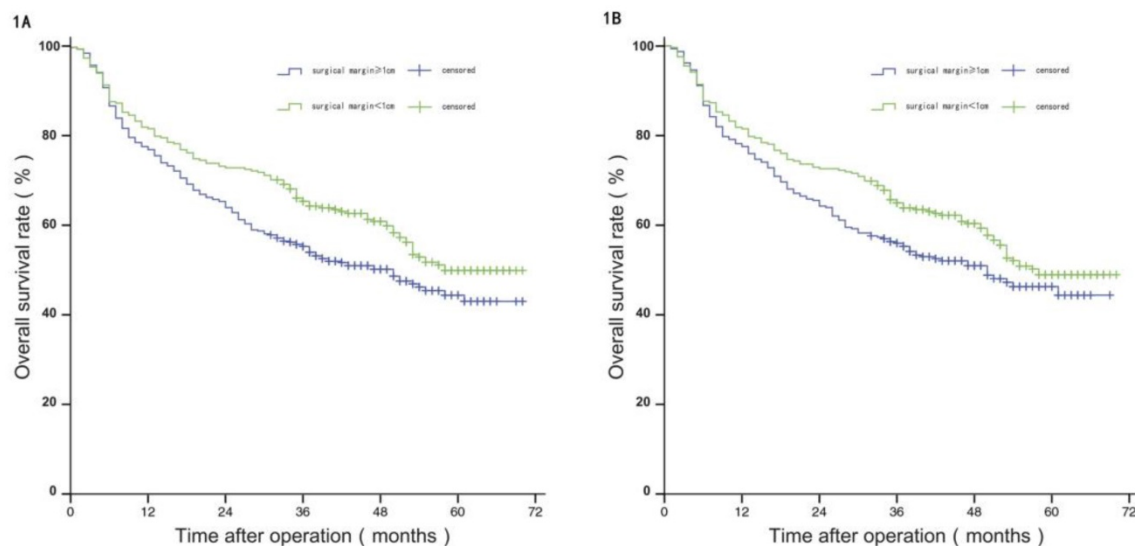 1A
100
80
60
40
20
0
0 12 24 36 48 60 72
Overall survival rate ( % )
Time after operation ( months )
surgical margin≥1cm censored
surgical margin<1cm censored
1B
100
80
60
40
20
0
0 12 24 36 48 60 72
Overall survival rate ( % )
Time after operation ( months )
surgical margin≥1cm censored
surgical margin<1cm censored